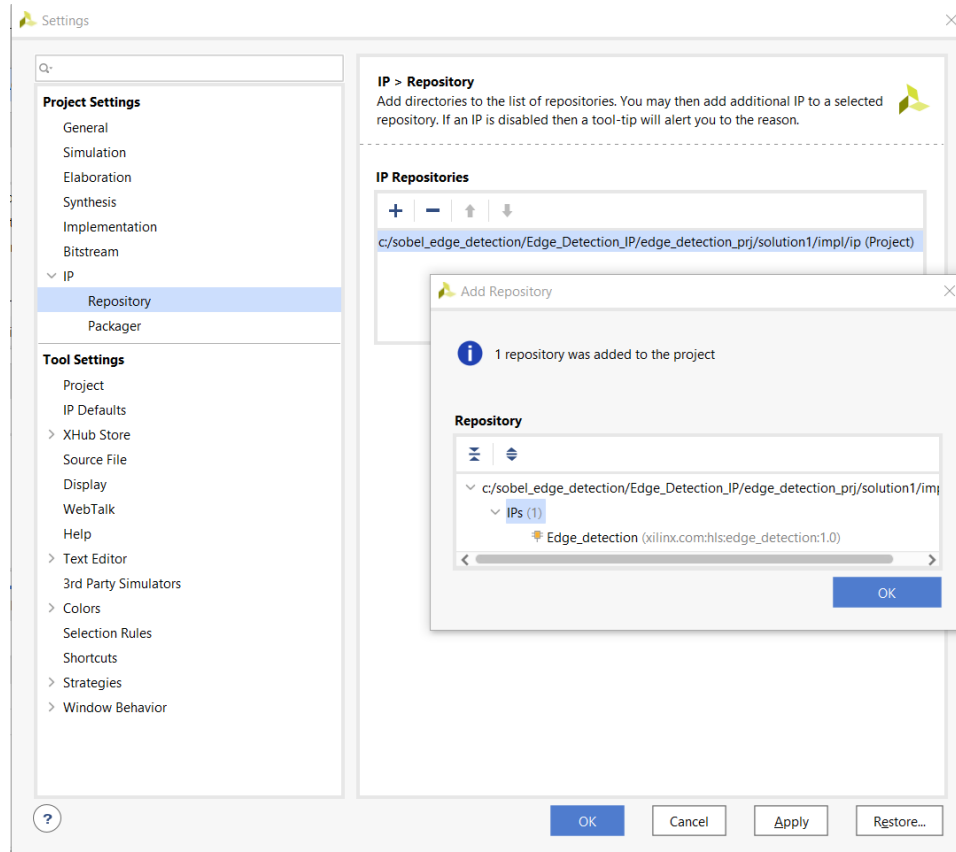 Settings
Project Settings
General
Simulation
Elaboration
Synthesis
Implementation
Bitstream
IP
Repository
Packager
Tool Settings
Project
IP Defaults
XHub Store
Source File
Display
WebTalk
Help
Text Editor
3rd Party Simulators
Colors
Selection Rules
Shortcuts
Strategies
Window Behavior
IP > Repository
Add directories to the list of repositories. You may then add additional IP to a selected
repository. If an IP is disabled then a tool-tip will alert you to the reason.
IP Repositories
c:/sobel_edge_detection/Edge_Detection_IP/edge_detection_prj/solution1/impl/ip (Project)
Add Repository
1 repository was added to the project
Repository
c:/sobel_edge_detection/Edge_Detection_IP/edge_detection_prj/solution1/imp
IPs (1)
Edge_detection (xilinx.com:hls:edge_detection:1.0)
OK
?
OK
Cancel
Apply
Restore...